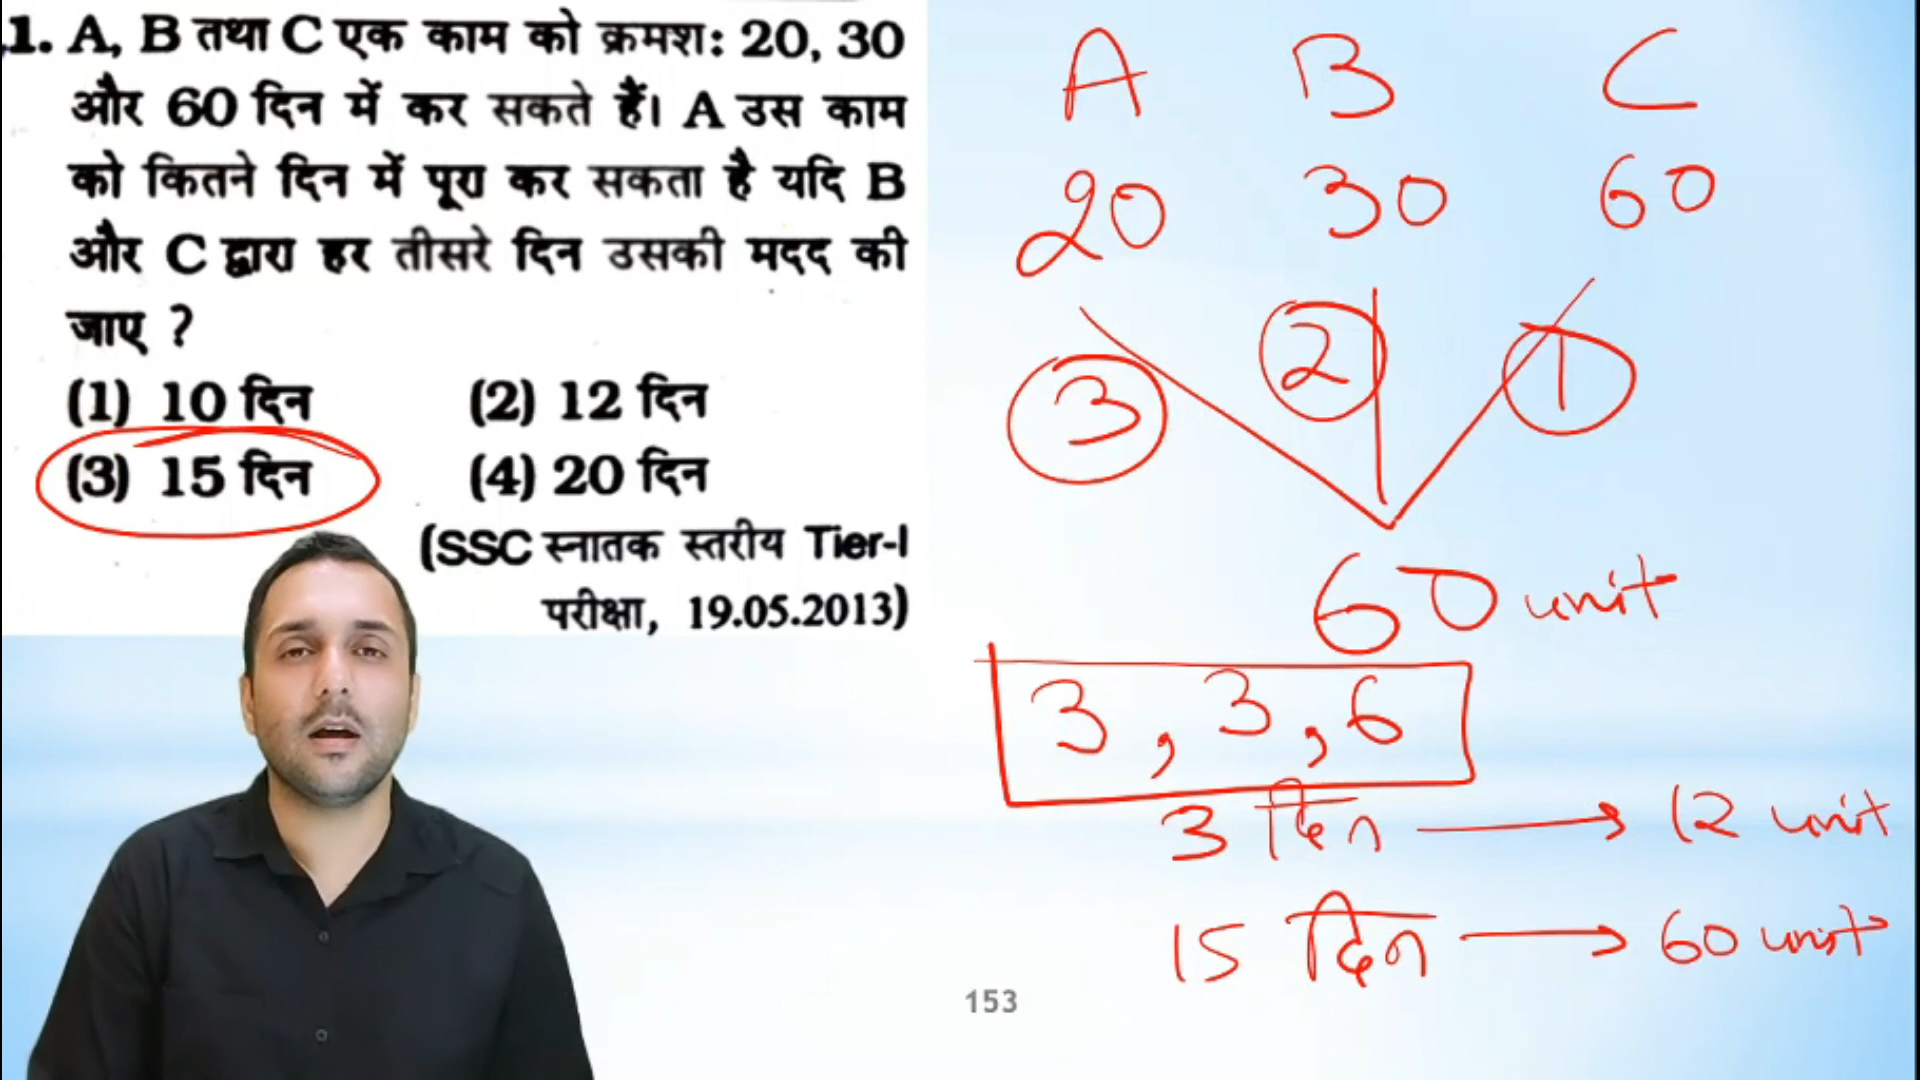 1. A, B तथा C एक काम को क्रमश: 20, 30
और 60 दिन में कर सकते हैं। A उस काम
को कितने दिन में पूरा कर सकता है यदि B
और C द्वारा हर तीसरे दिन उसकी मदद की
जाए ?
(1) 10 दिन (2) 12 दिन
(3) 15 दिन (4) 20 दिन
(SSC स्नातक स्तरीय Tier-I
परीक्षा, 19.05.2013)
A B C
20 30 60
3 2 1
60 unit
3, 3, 6
3 दिन → 12 unit
15 दिन → 60 unit
153